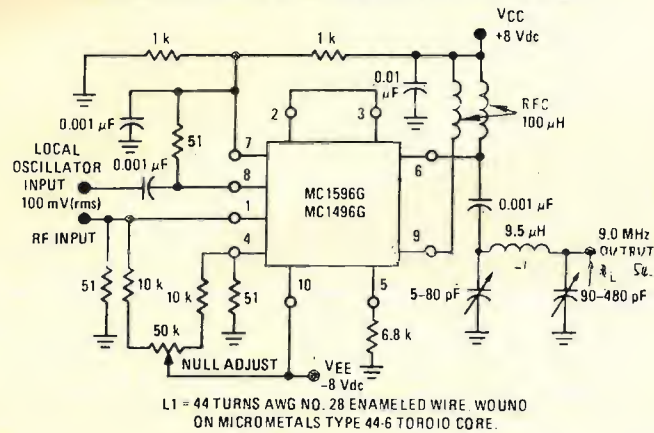 VCC
+8 Vdc
1 k
1 k
0.01
µF
RFC
100 µH
0.001 µF
51
2
3
7
6
LOCAL
OSCILLATOR
INPUT
100 mV(rms)
0.001 µF
8
MC1596G
MC1496G
0.001 µF
RF INPUT
1
9
9.5 µH
9.0 MHz
OUTPUT
RL
4
10
5
5-80 pF
90-480 pF
51
10 k
10 k
51
50 k
6.8 k
NULL ADJUST
VEE
-8 Vdc
L1 = 44 TURNS AWG NO. 28 ENAMELED WIRE, WOUND
ON MICROMETALS TYPE 44-6 TOROID CORE.